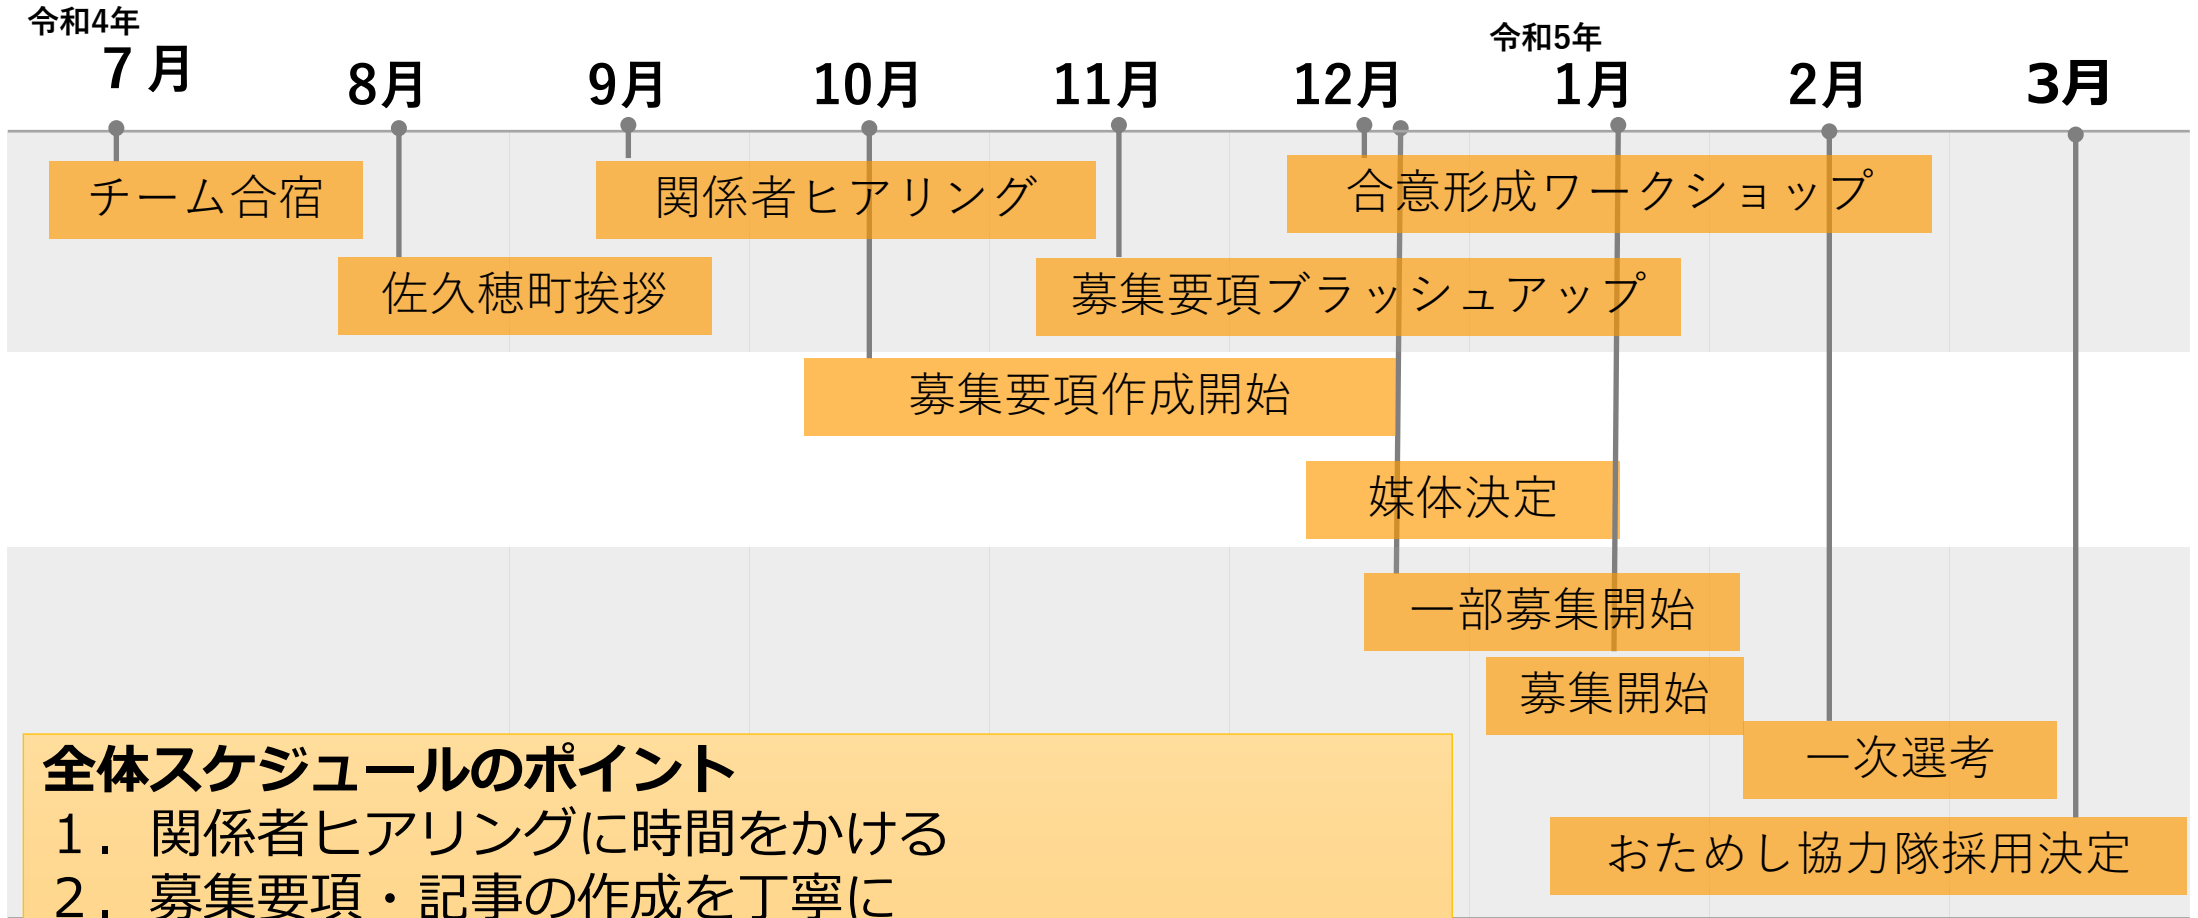 令和4年
７月
8月
9月
10月
11月
12月
令和5年
1月
2月
3月
チーム合宿
関係者ヒアリング
合意形成ワークショップ
佐久穂町挨拶
募集要項ブラッシュアップ
募集要項作成開始
媒体決定
一部募集開始
募集開始
一次選考
おためし協力隊採用決定
全体スケジュールのポイント
１．関係者ヒアリングに時間をかける
２．募集要項・記事の作成を丁寧に